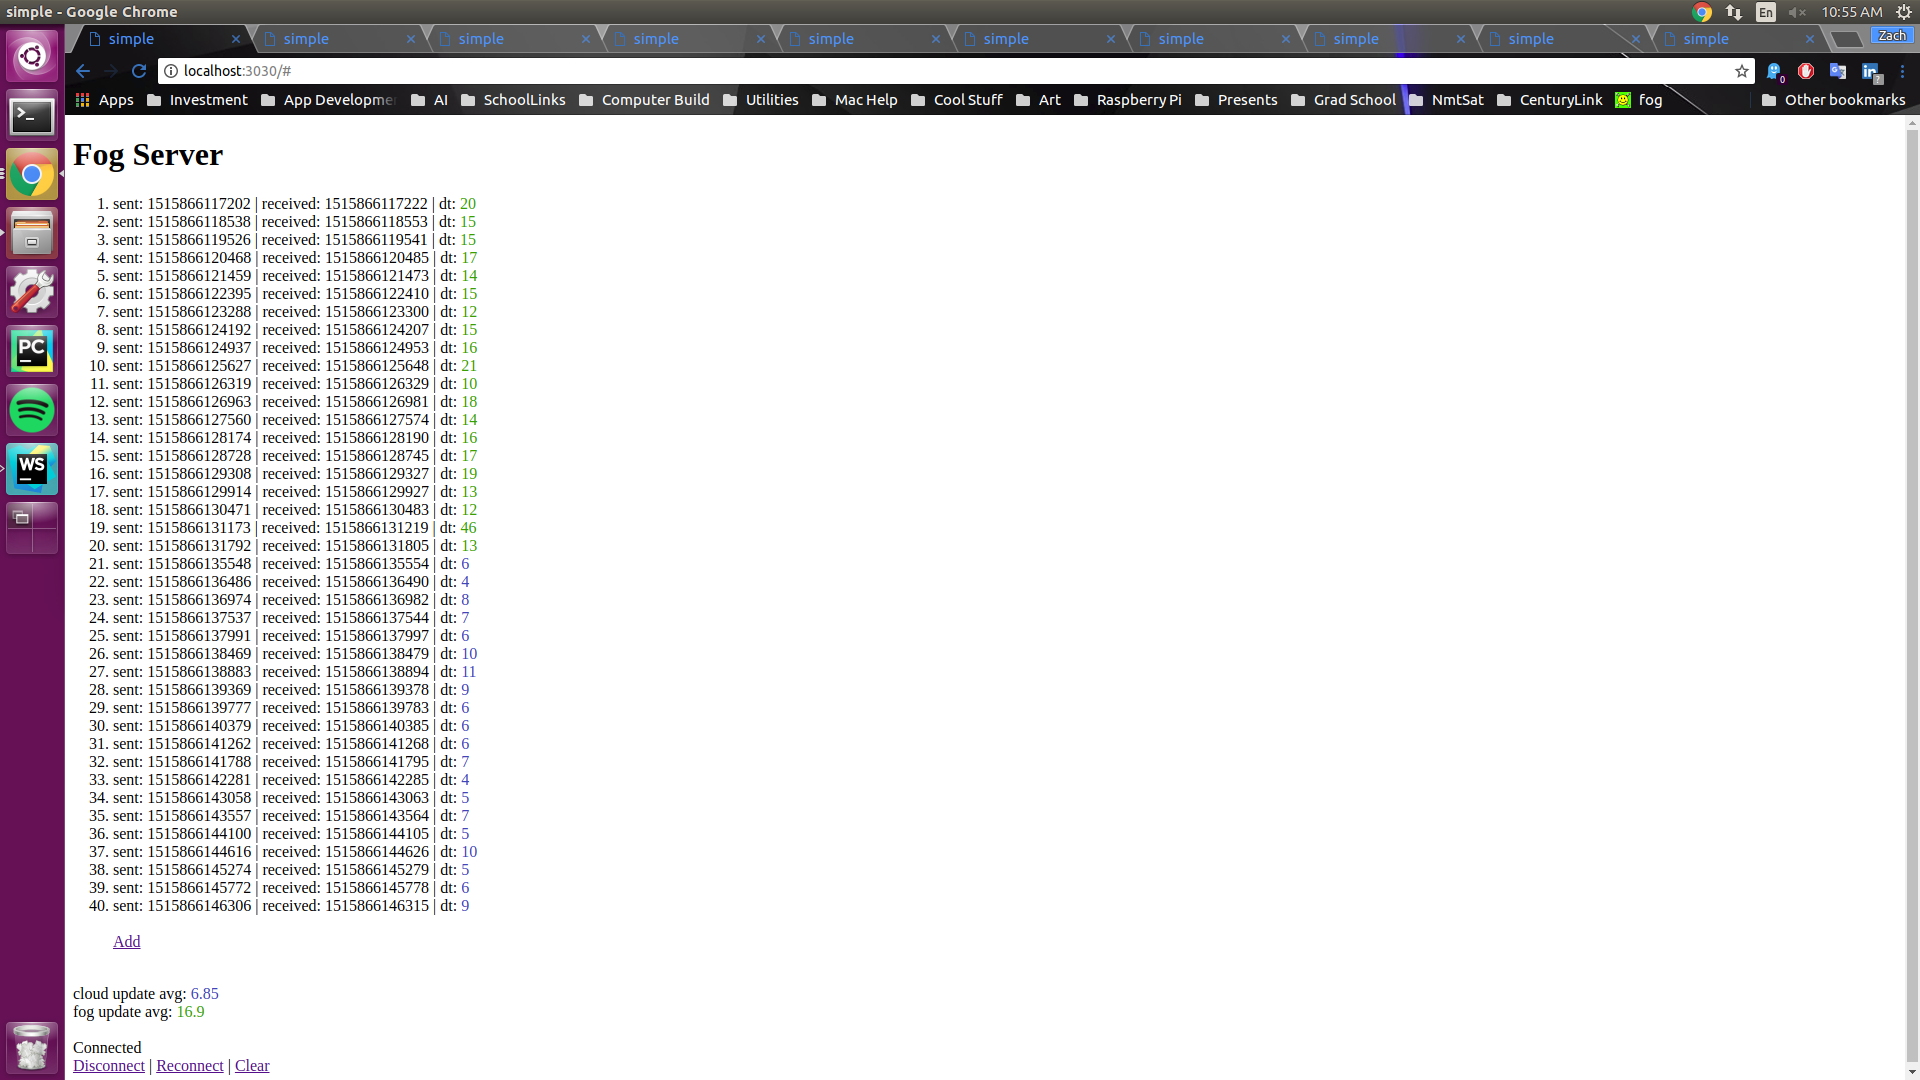 simple - Google Chrome
En
10:55 AM
simple
simple
simple
simple
simple
simple
simple
simple
simple
simple
Zach
localhost:3030/#
0
?
Apps
Investment
App Developme
AI
SchoolLinks
Computer Build
Utilities
Mac Help
Cool Stuff
Art
Raspberry Pi
Presents
Grad School
NmtSat
CenturyLink
fog
Other bookmarks
PC
WS
Fog Server
1. sent: 1515866117202 | received: 1515866117222 | dt: 20
2. sent: 1515866118538 | received: 1515866118553 | dt: 15
3. sent: 1515866119526 | received: 1515866119541 | dt: 15
4. sent: 1515866120468 | received: 1515866120485 | dt: 17
5. sent: 1515866121459 | received: 1515866121473 | dt: 14
6. sent: 1515866122395 | received: 1515866122410 | dt: 15
7. sent: 1515866123288 | received: 1515866123300 | dt: 12
8. sent: 1515866124192 | received: 1515866124207 | dt: 15
9. sent: 1515866124937 | received: 1515866124953 | dt: 16
10. sent: 1515866125627 | received: 1515866125648 | dt: 21
11. sent: 1515866126319 | received: 1515866126329 | dt: 10
12. sent: 1515866126963 | received: 1515866126981 | dt: 18
13. sent: 1515866127560 | received: 1515866127574 | dt: 14
14. sent: 1515866128174 | received: 1515866128190 | dt: 16
15. sent: 1515866128728 | received: 1515866128745 | dt: 17
16. sent: 1515866129308 | received: 1515866129327 | dt: 19
17. sent: 1515866129914 | received: 1515866129927 | dt: 13
18. sent: 1515866130471 | received: 1515866130483 | dt: 12
19. sent: 1515866131173 | received: 1515866131219 | dt: 46
20. sent: 1515866131792 | received: 1515866131805 | dt: 13
21. sent: 1515866135548 | received: 1515866135554 | dt: 6
22. sent: 1515866136486 | received: 1515866136490 | dt: 4
23. sent: 1515866136974 | received: 1515866136982 | dt: 8
24. sent: 1515866137537 | received: 1515866137544 | dt: 7
25. sent: 1515866137991 | received: 1515866137997 | dt: 6
26. sent: 1515866138469 | received: 1515866138479 | dt: 10
27. sent: 1515866138883 | received: 1515866138894 | dt: 11
28. sent: 1515866139369 | received: 1515866139378 | dt: 9
29. sent: 1515866139777 | received: 1515866139783 | dt: 6
30. sent: 1515866140379 | received: 1515866140385 | dt: 6
31. sent: 1515866141262 | received: 1515866141268 | dt: 6
32. sent: 1515866141788 | received: 1515866141795 | dt: 7
33. sent: 1515866142281 | received: 1515866142285 | dt: 4
34. sent: 1515866143058 | received: 1515866143063 | dt: 5
35. sent: 1515866143557 | received: 1515866143564 | dt: 7
36. sent: 1515866144100 | received: 1515866144105 | dt: 5
37. sent: 1515866144616 | received: 1515866144626 | dt: 10
38. sent: 1515866145274 | received: 1515866145279 | dt: 5
39. sent: 1515866145772 | received: 1515866145778 | dt: 6
40. sent: 1515866146306 | received: 1515866146315 | dt: 9
Add
cloud update avg: 6.85
fog update avg: 16.9
Connected
Disconnect | Reconnect | Clear